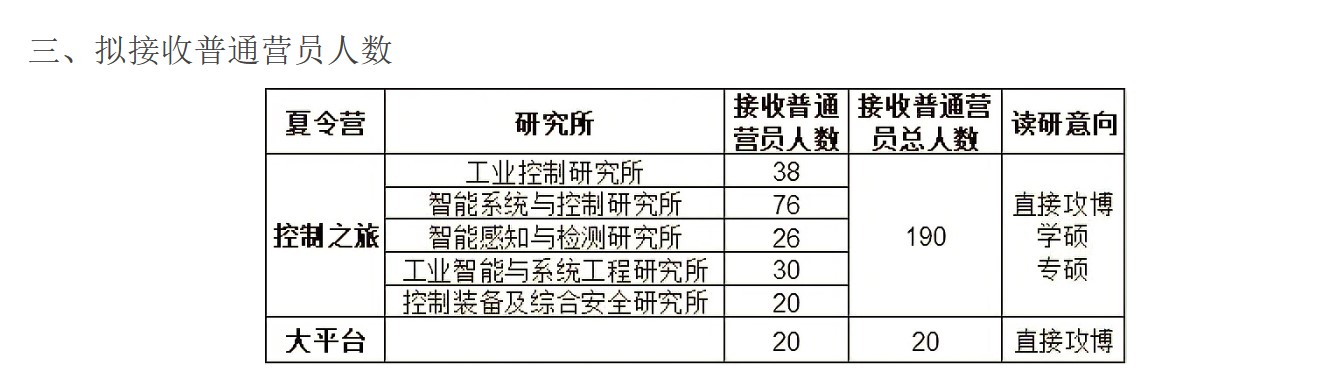 三、拟接收普通营员人数
夏令营 研究所 接收普通营员人数 接收普通营员总人数 读研意向
控制之旅 工业控制研究所 38 190 直接攻博 学硕 专硕
智能系统与控制研究所 76
智能感知与检测研究所 26
工业智能与系统工程研究所 30
控制装备及综合安全研究所 20
大平台 20 20 直接攻博